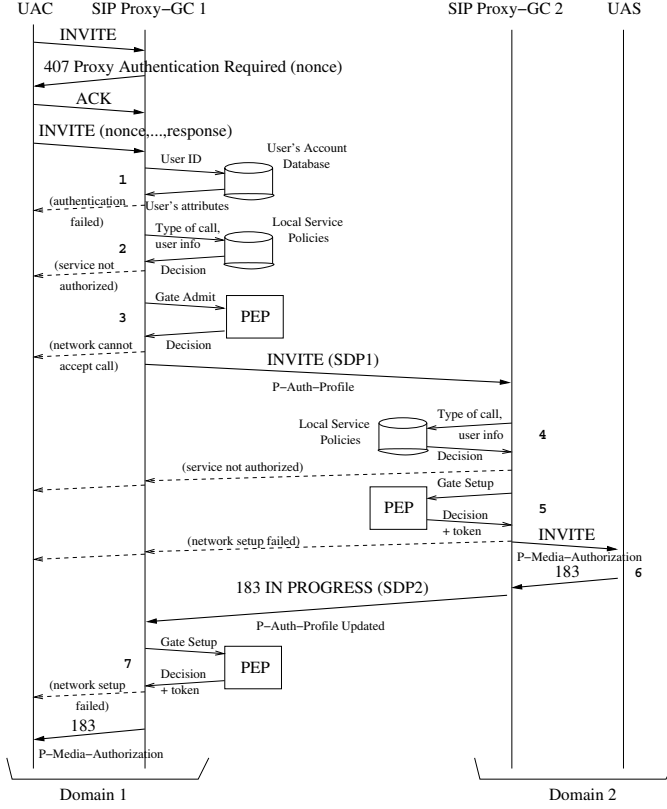 UAC SIP Proxy−GC 1 SIP Proxy−GC 2 UAS
INVITE
407 Proxy Authentication Required (nonce)
ACK
INVITE (nonce,...,response)
User ID
User's Account
Database
1
(authentication
failed)
User's attributes
Type of call,
user info
Local Service
Policies
2
(service not
authorized)
Decision
Gate Admit
3
PEP
(network cannot
accept call)
Decision
INVITE (SDP1)
P−Auth−Profile
Local Service
Policies
Type of call,
user info
4
Decision
(service not authorized)
Gate Setup
PEP
5
Decision
+ token
(network setup failed)
INVITE
P−Media−Authorization
183
6
183 IN PROGRESS (SDP2)
P−Auth−Profile Updated
Gate Setup
7
PEP
Decision
+ token
(network setup
failed)
183
P−Media−Authorization
Domain 1
Domain 2